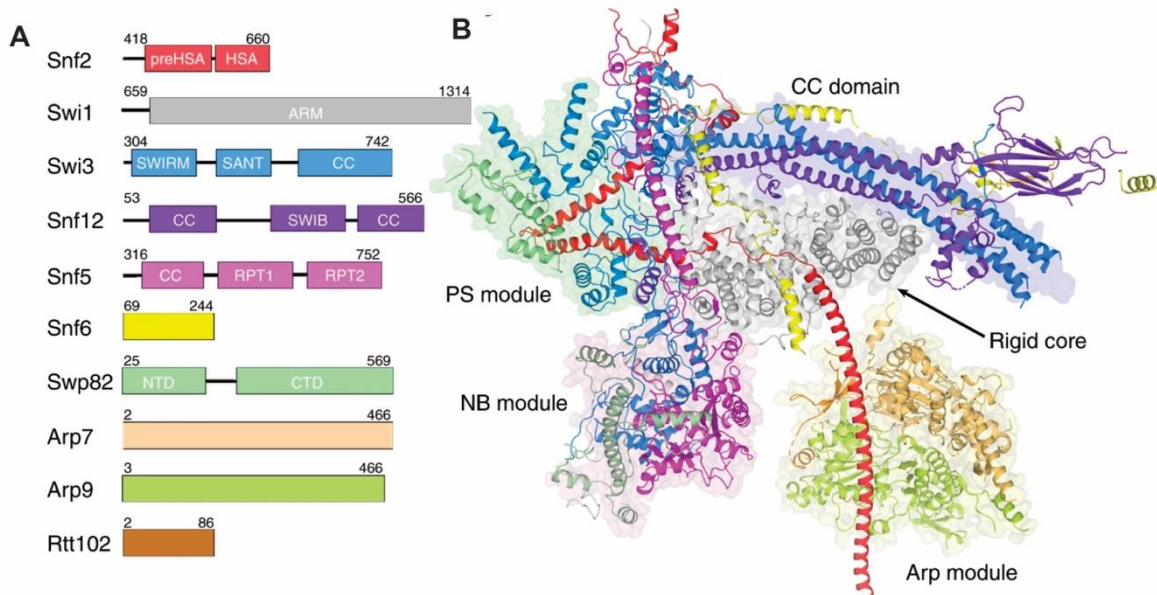 A
418 660
Snf2 preHSA HSA
659 1314
Swi1 ARM
304 742
Swi3 SWIRM SANT CC
53 566
Snf12 CC SWIB CC
316 752
Snf5 CC RPT1 RPT2
69 244
Snf6
25 569
Swp82 NTD CTD
2 466
Arp7
3 466
Arp9
2 86
Rtt102
B
CC domain
PS module
Rigid core
NB module
Arp module